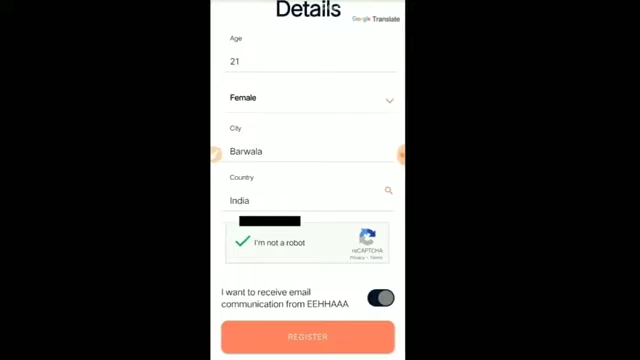 Details
Google Translate
Age
21
Female
City
Barwala
Country
India
I'm not a robot
reCAPTCHA
Privacy - Terms
I want to receive email
communication from EEHHAAA
REGISTER